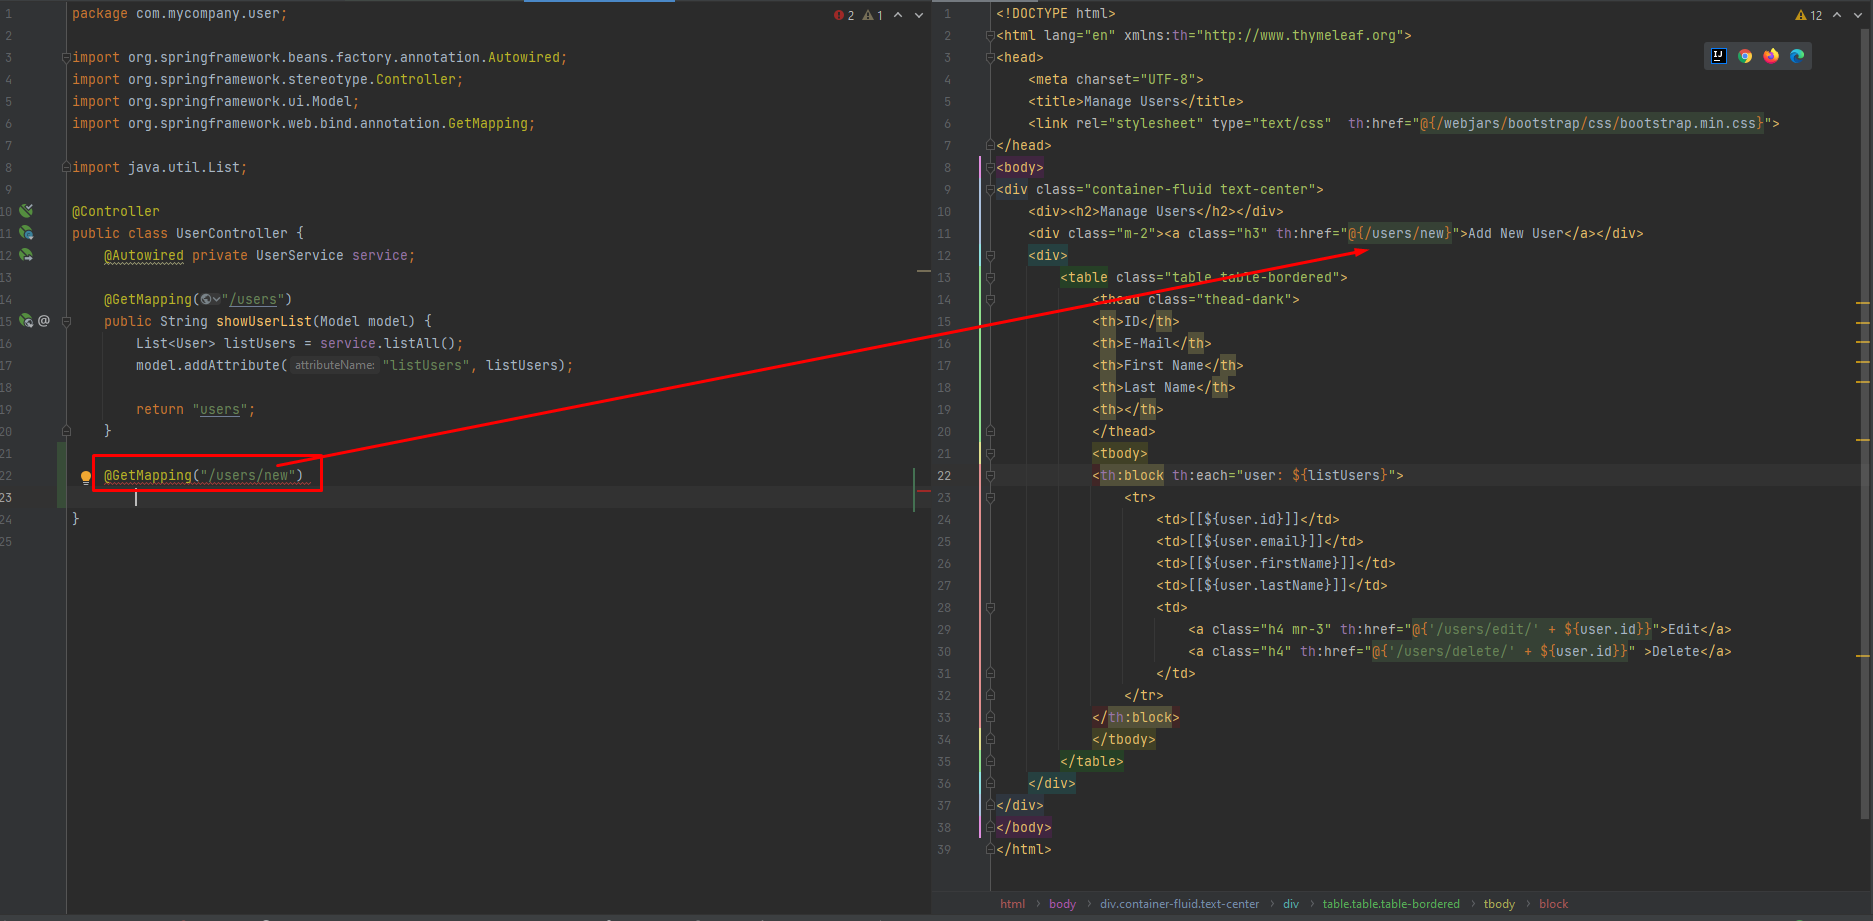 1 package com.mycompany.user;
2
3 import org.springframework.beans.factory.annotation.Autowired;
4 import org.springframework.stereotype.Controller;
5 import org.springframework.ui.Model;
6 import org.springframework.web.bind.annotation.GetMapping;
7
8 import java.util.List;
9
10 @Controller
11 public class UserController {
12 @Autowired private UserService service;
13
14 @GetMapping("/users")
15 @ public String showUserList(Model model) {
16 List<User> listUsers = service.listAll();
17 model.addAttribute( attributeName: "listUsers", listUsers);
18
19 return "users";
20 }
21
22 @GetMapping("/users/new")
23
24 }
25
2 1
1 <!DOCTYPE html>
2 <html lang="en" xmlns:th="http://www.thymeleaf.org">
3 <head>
4 <meta charset="UTF-8">
5 <title>Manage Users</title>
6 <link rel="stylesheet" type="text/css" th:href="@{/webjars/bootstrap/css/bootstrap.min.css}">
7 </head>
8 <body>
9 <div class="container-fluid text-center">
10 <div><h2>Manage Users</h2></div>
11 <div class="m-2"><a class="h3" th:href="@{/users/new}">Add New User</a></div>
12 <div>
13 <table class="table table-bordered">
14 <thead class="thead-dark">
15 <th>ID</th>
16 <th>E-Mail</th>
17 <th>First Name</th>
18 <th>Last Name</th>
19 <th></th>
20 </thead>
21 <tbody>
22 <th:block th:each="user: ${listUsers}">
23 <tr>
24 <td>[[${user.id}]]</td>
25 <td>[[${user.email}]]</td>
26 <td>[[${user.firstName}]]</td>
27 <td>[[${user.lastName}]]</td>
28 <td>
29 <a class="h4 mr-3" th:href="@{'/users/edit/' + ${user.id}}">Edit</a>
30 <a class="h4" th:href="@{'/users/delete/' + ${user.id}}" >Delete</a>
31 </td>
32 </tr>
33 </th:block>
34 </tbody>
35 </table>
36 </div>
37 </div>
38 </body>
39 </html>
12
html › body › div.container-fluid.text-center › div › table.table.table-bordered › tbody › block